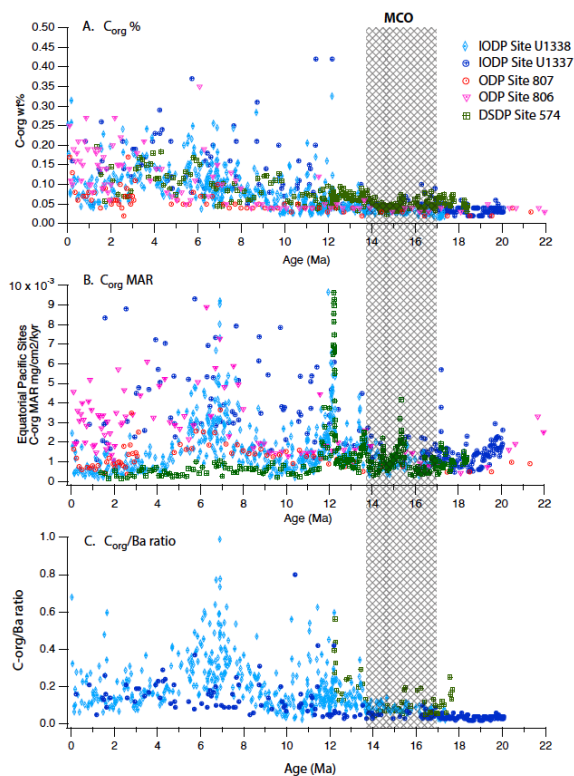 MCO
A. Corg %
IODP Site U1338
IODP Site U1337
ODP Site 807
ODP Site 806
DSDP Site 574
C-org wt%
0.50
0.45
0.40
0.35
0.30
0.25
0.20
0.15
0.10
0.05
0.00
0 2 4 6 8 10 12 14 16 18 20 22
Age (Ma)
B. Corg MAR
Equatorial Pacific Sites
C-org MAR mg/cm2/kyr
10 x 10-3
9
8
7
6
5
4
3
2
1
0
0 2 4 6 8 10 12 14 16 18 20 22
Age (Ma)
C. Corg/Ba ratio
C-org/Ba ratio
1.0
0.8
0.6
0.4
0.2
0.0
0 2 4 6 8 10 12 14 16 18 20 22
Age (Ma)